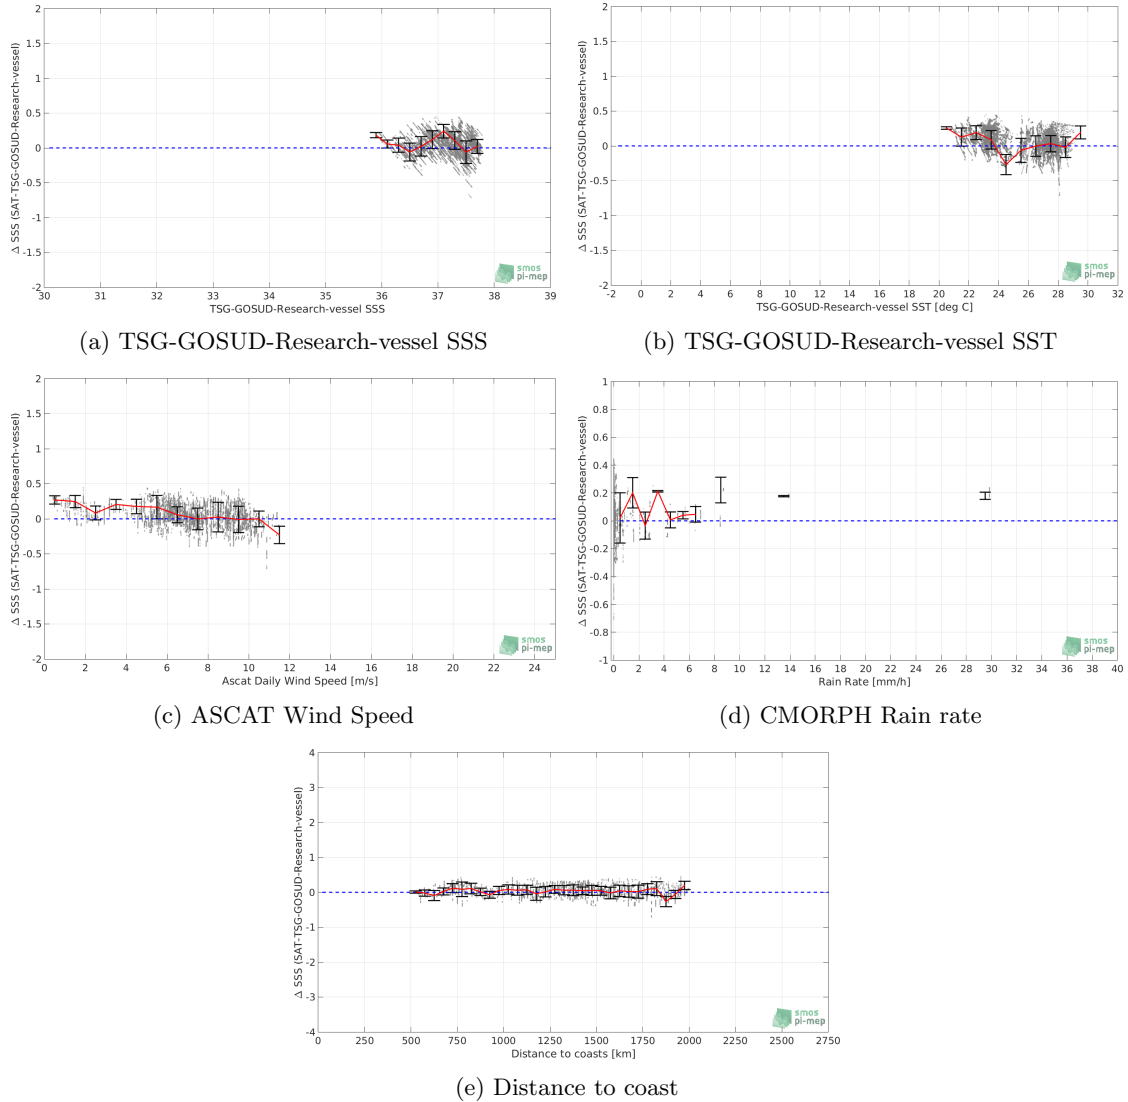 2
1.5
1
0.5
0
-0.5
-1
-1.5
-2
Δ SSS (SAT-TSG-GOSUD-Research-vessel)
30 31 32 33 34 35 36 37 38 39
TSG-GOSUD-Research-vessel SSS
smos
pi-mep
(a) TSG-GOSUD-Research-vessel SSS
2
1.5
1
0.5
0
-0.5
-1
-1.5
-2
Δ SSS (SAT-TSG-GOSUD-Research-vessel)
-2 0 2 4 6 8 10 12 14 16 18 20 22 24 26 28 30 32
TSG-GOSUD-Research-vessel SST [deg C]
smos
pi-mep
(b) TSG-GOSUD-Research-vessel SST
2
1.5
1
0.5
0
-0.5
-1
-1.5
-2
Δ SSS (SAT-TSG-GOSUD-Research-vessel)
0 2 4 6 8 10 12 14 16 18 20 22 24
Ascat Daily Wind Speed [m/s]
smos
pi-mep
(c) ASCAT Wind Speed
1
0.8
0.6
0.4
0.2
0
-0.2
-0.4
-0.6
-0.8
-1
Δ SSS (SAT-TSG-GOSUD-Research-vessel)
0 2 4 6 8 10 12 14 16 18 20 22 24 26 28 30 32 34 36 38 40
Rain Rate [mm/h]
smos
pi-mep
(d) CMORPH Rain rate
4
3
2
1
0
-1
-2
-3
-4
Δ SSS (SAT-TSG-GOSUD-Research-vessel)
0 250 500 750 1000 1250 1500 1750 2000 2250 2500 2750
Distance to coasts [km]
smos
pi-mep
(e) Distance to coast